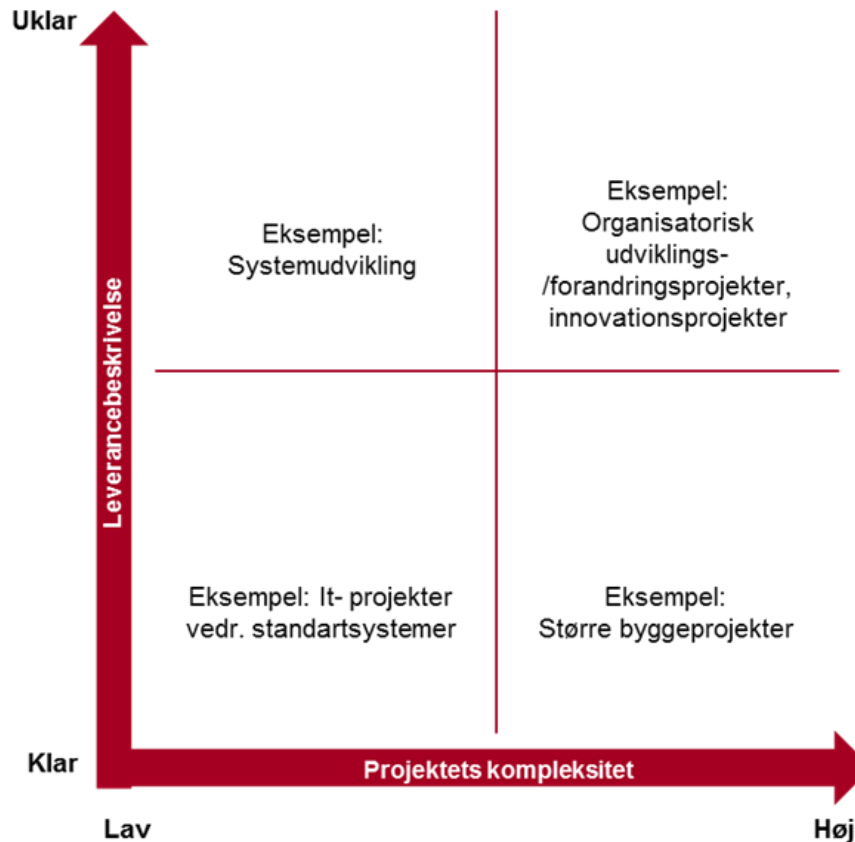 Uklar
Leverancebeskrivelse
Eksempel:
Systemudvikling
Eksempel:
Organisatorisk
udviklings-
/forandringsprojekter,
innovationsprojekter
Eksempel: It- projekter
vedr. standartsystemer
Eksempel:
Større byggeprojekter
Klar
Projektets kompleksitet
Lav
Høj